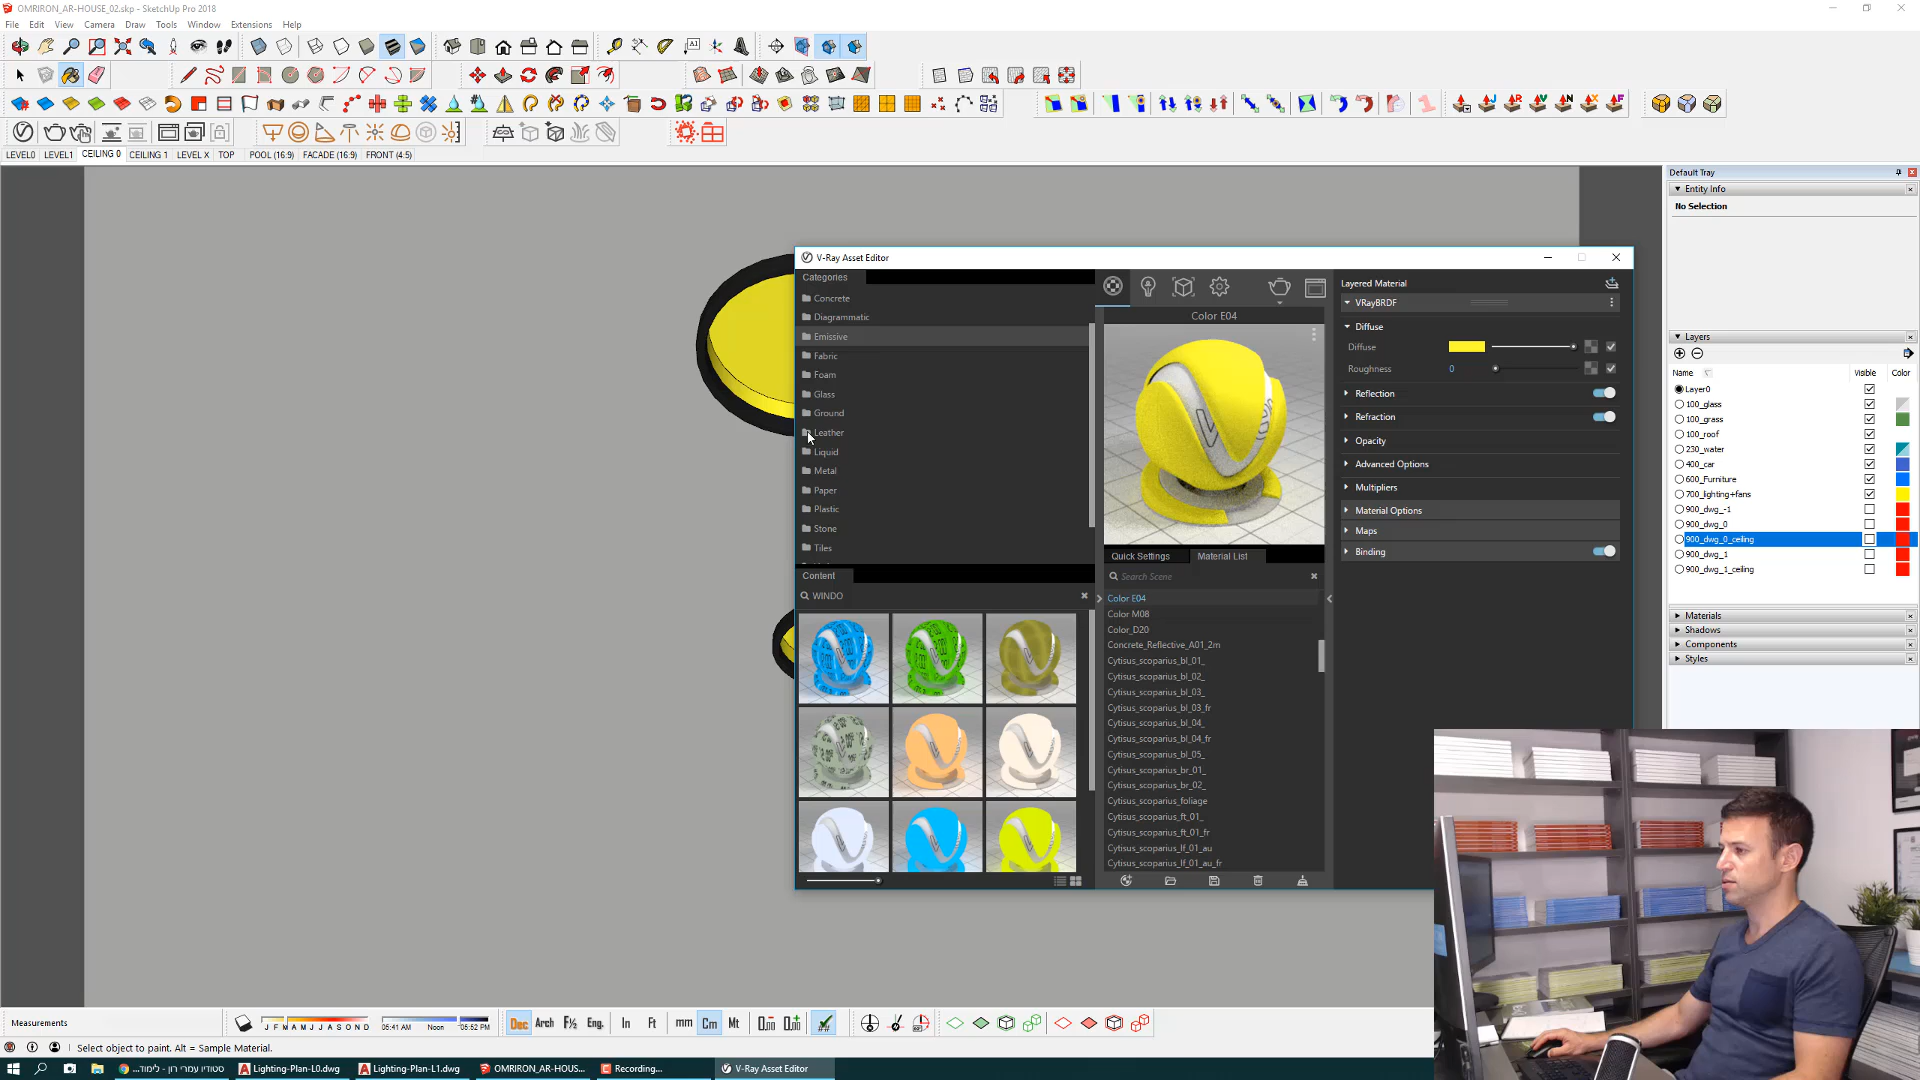 OMRIRON_AR-HOUSE_02.skp - SketchUp Pro 2018
File Edit View Camera Draw Tools Window Extensions Help
LEVEL0 LEVEL1 CEILING 0 CEILING 1 LEVEL X TOP POOL (16:9) FACADE (16:9) FRONT (4:5)
Default Tray
Entity Info
No Selection
V-Ray Asset Editor
Categories
Concrete
Diagrammatic
Emissive
Fabric
Foam
Glass
Ground
Leather
Liquid
Metal
Paper
Plastic
Stone
Tiles
Content
WINDO
Color E04
Quick Settings Material List
Search Scene
Color E04
Color M08
Color_D20
Concrete_Reflective_A01_2m
Cytisus_scoparius_bl_01_
Cytisus_scoparius_bl_02_
Cytisus_scoparius_bl_03_
Cytisus_scoparius_bl_03_fr
Cytisus_scoparius_bl_04_
Cytisus_scoparius_bl_04_fr
Cytisus_scoparius_bl_05_
Cytisus_scoparius_br_01_
Cytisus_scoparius_br_02_
Cytisus_scoparius_foliage
Cytisus_scoparius_ft_01_
Cytisus_scoparius_ft_01_fr
Cytisus_scoparius_lf_01_au
Cytisus_scoparius_lf_01_au_fr
Layered Material
VRayBRDF
Diffuse
Diffuse
Roughness 0
Reflection
Refraction
Opacity
Advanced Options
Multipliers
Material Options
Maps
Binding
Layers
Name Visible Color
Layer0
100_glass
100_grass
100_roof
230_water
400_car
600_Furniture
700_lighting+fans
900_dwg_-1
900_dwg_0
900_dwg_0_ceiling
900_dwg_1
900_dwg_1_ceiling
Materials
Shadows
Components
Styles
Measurements
J F M A M J J A S O N D
05:41 AM Noon 05:52 PM
Dec Arch F½ Eng. In Ft mm Cm Mt
Select object to paint. Alt = Sample Material.
סטודיו עמרי רון - לימוד...
Lighting-Plan-L0.dwg
Lighting-Plan-L1.dwg
OMRIRON_AR-HOUS...
Recording...
V-Ray Asset Editor